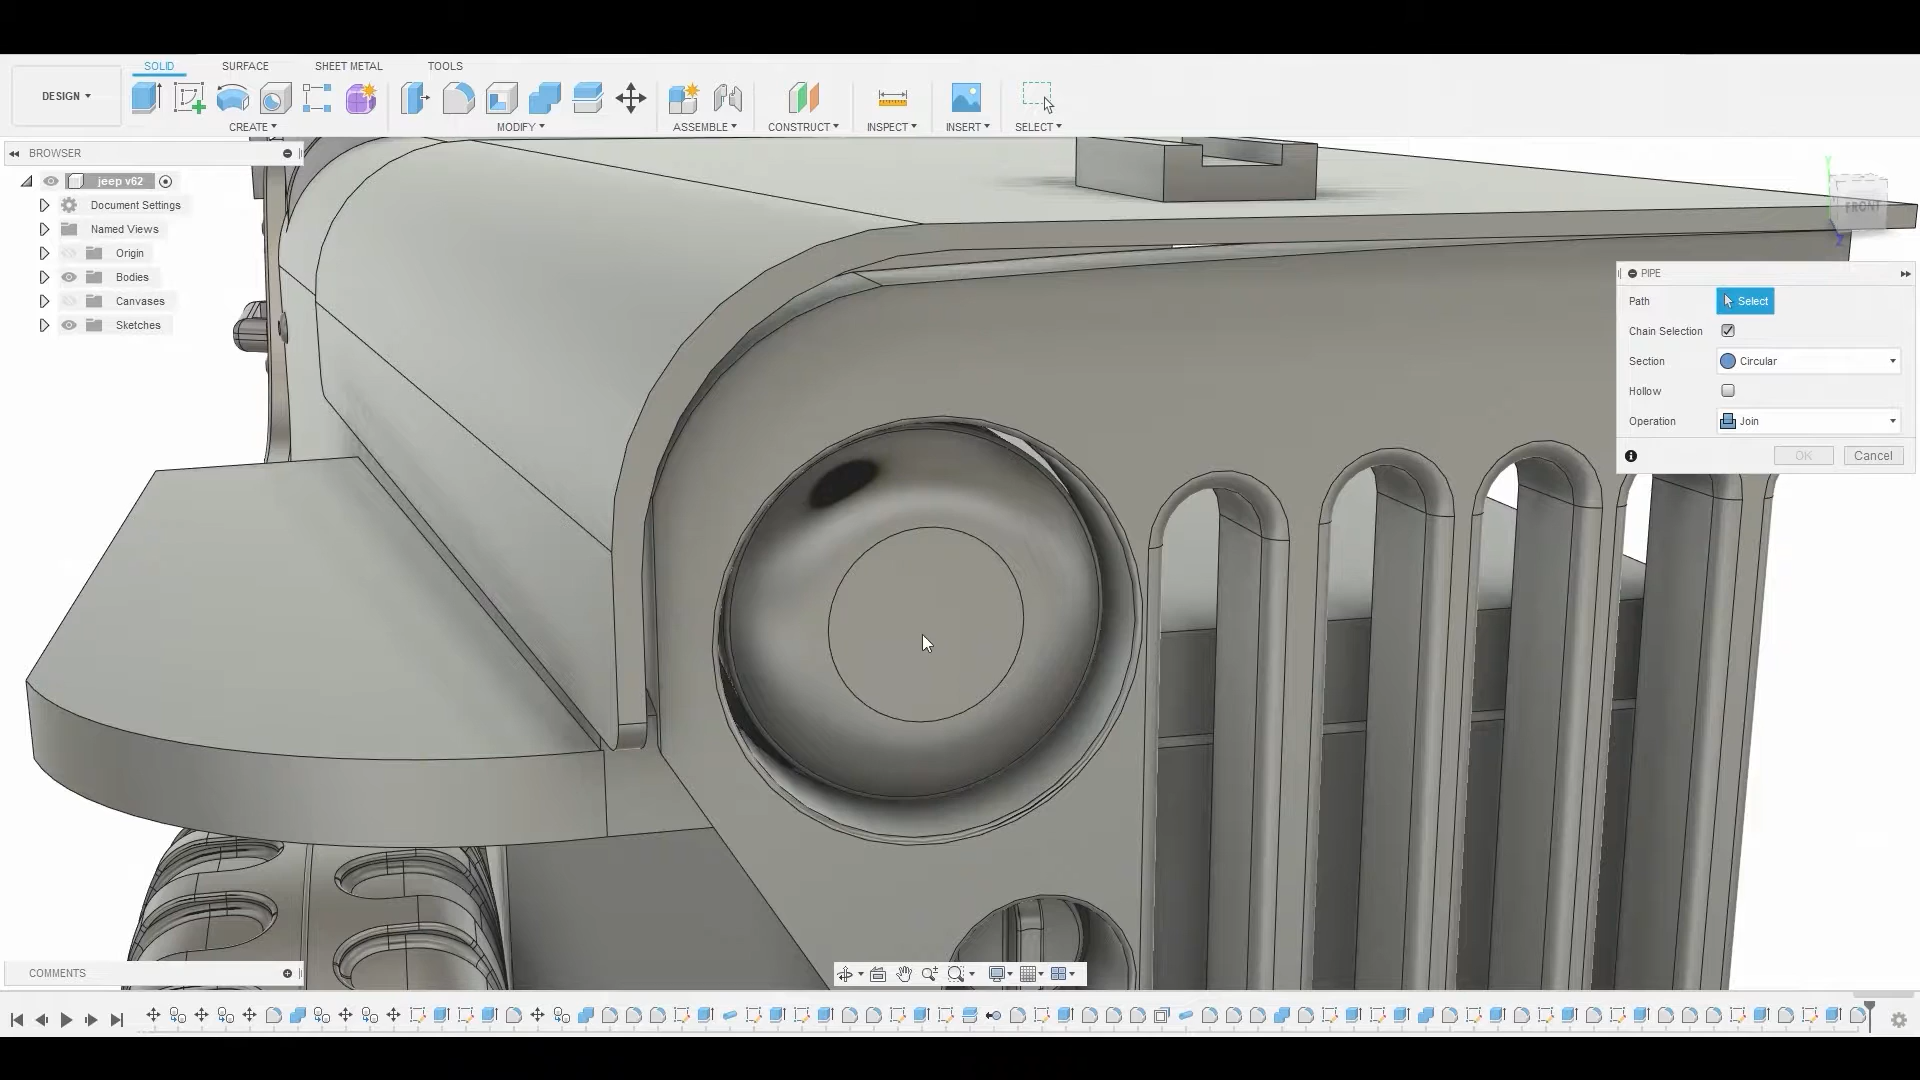 SOLID SURFACE SHEET METAL TOOLS
DESIGN
CREATE MODIFY ASSEMBLE CONSTRUCT INSPECT INSERT SELECT
BROWSER
jeep v62
Document Settings
Named Views
Origin
Bodies
Canvases
Sketches
FRONT
Y
Z
PIPE
Path Select
Chain Selection
Section Circular
Hollow
Operation Join
OK Cancel
COMMENTS